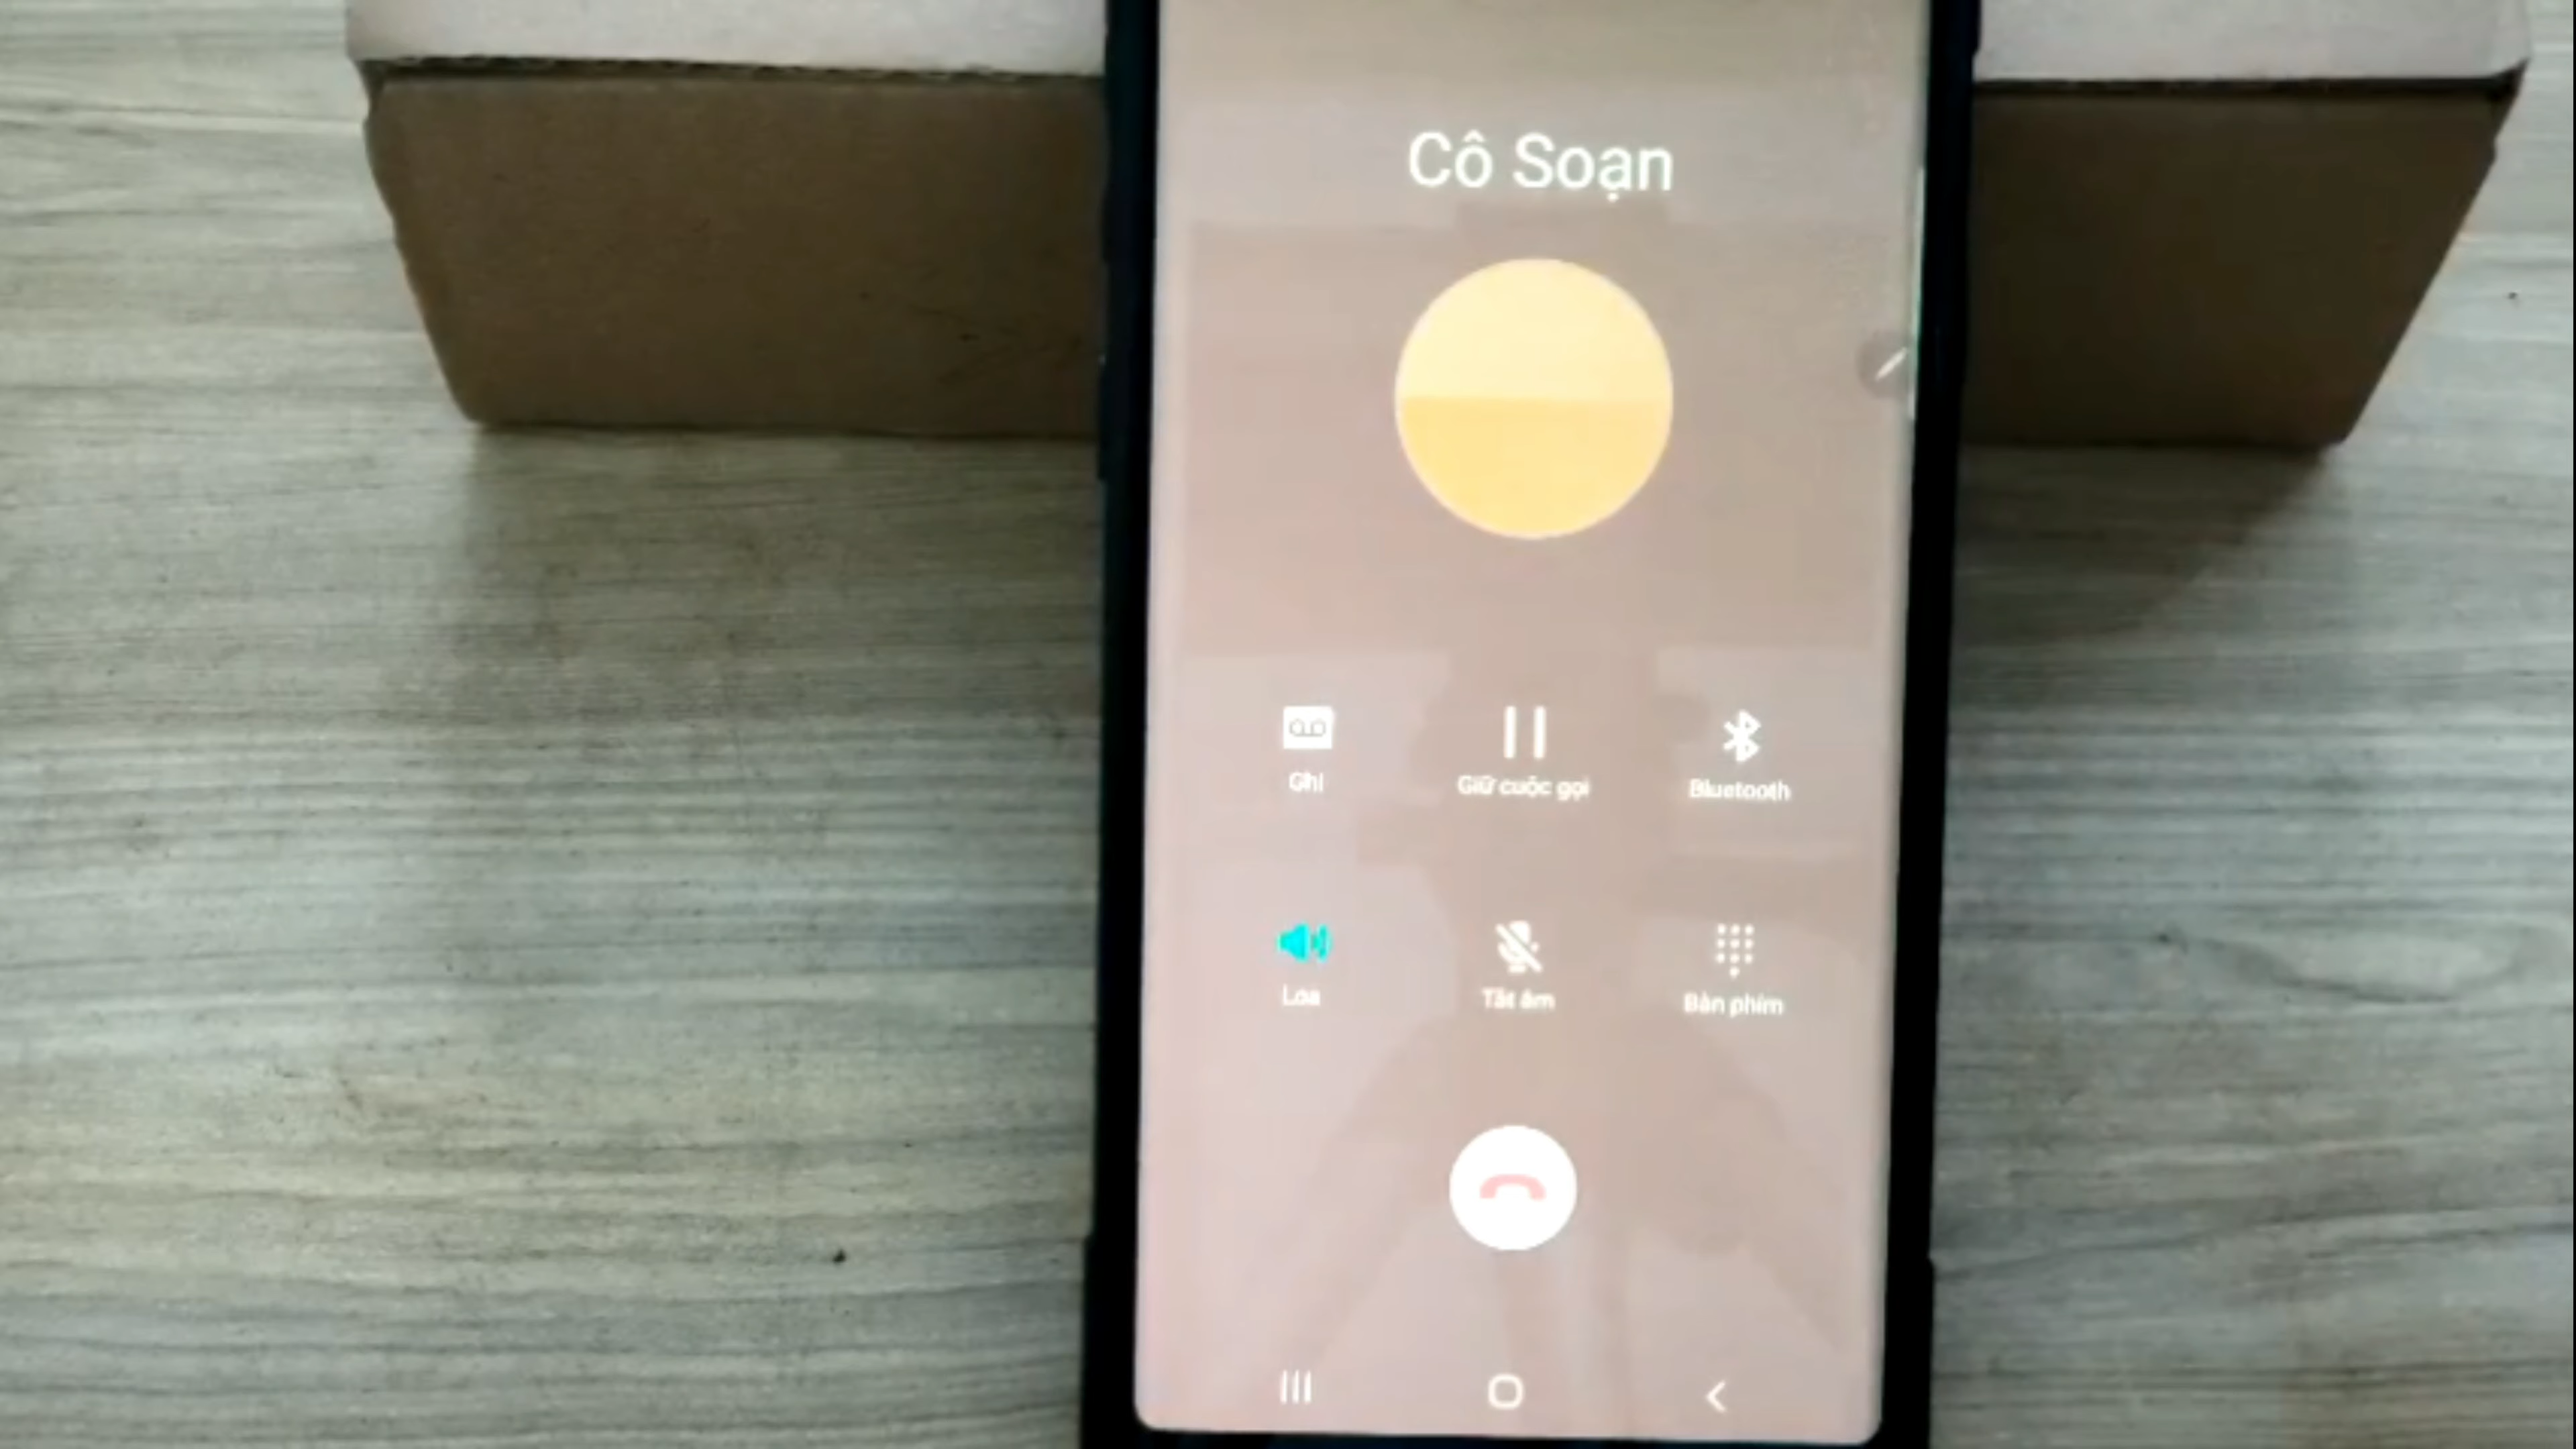 Cô Soạn
Ghi
Giữ cuộc gọi
Bluetooth
Loa
Tắt âm
Bàn phím